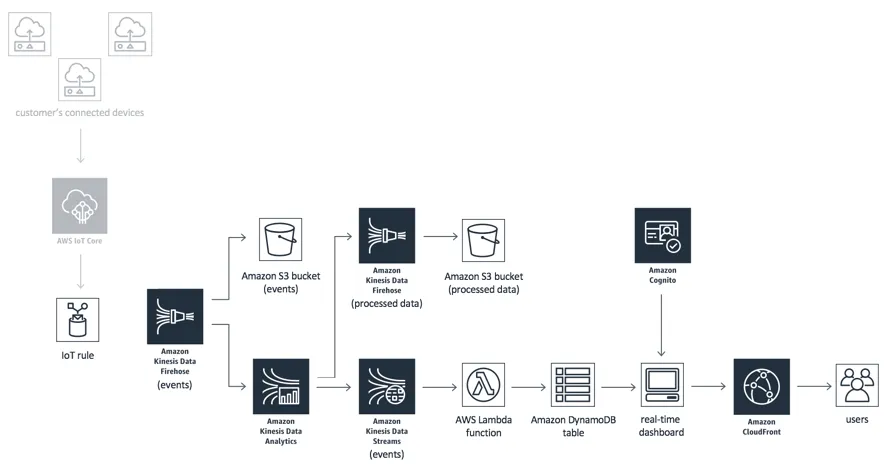 customer's connected devices
AWS IoT Core
IoT rule
Amazon
Kinesis Data
Firehose
(events)
Amazon S3 bucket
(events)
Amazon
Kinesis Data
Firehose
(processed data)
Amazon S3 bucket
(processed data)
Amazon
Cognito
Amazon
Kinesis Data
Analytics
Amazon
Kinesis Data
Streams
(events)
AWS Lambda
function
Amazon DynamoDB
table
real-time
dashboard
Amazon
CloudFront
users